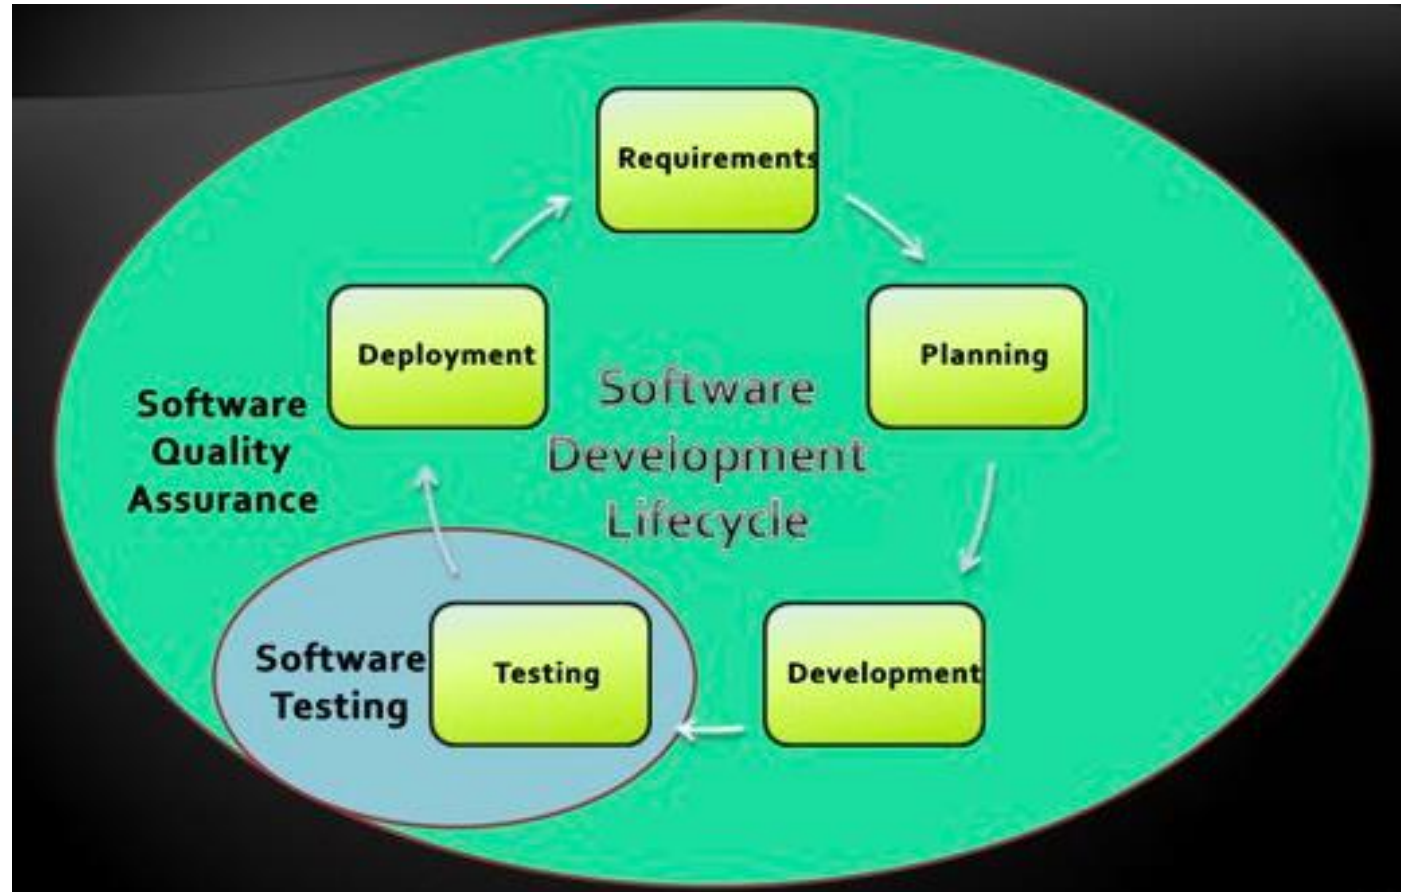 Requirements
Deployment
Planning
Software
Development
Lifecycle
Software
Quality
Assurance
Software
Testing
Testing
Development